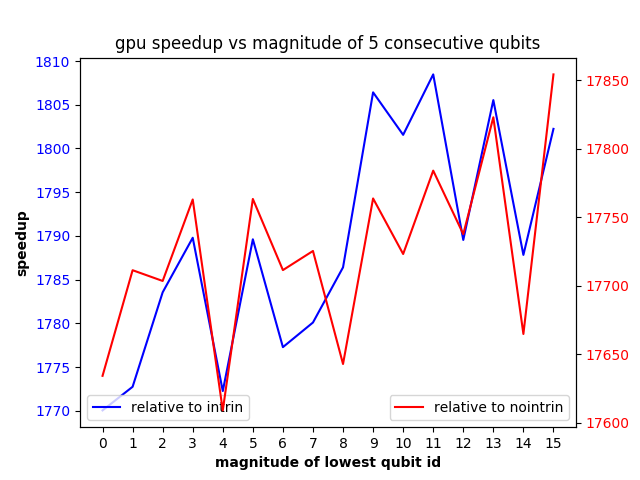 gpu speedup vs magnitude of 5 consecutive qubits
1810
1805
1800
1795
1790
1785
1780
1775
1770
speedup
17850
17800
17750
17700
17650
17600
relative to intrin
relative to nointrin
0 1 2 3 4 5 6 7 8 9 10 11 12 13 14 15
magnitude of lowest qubit id